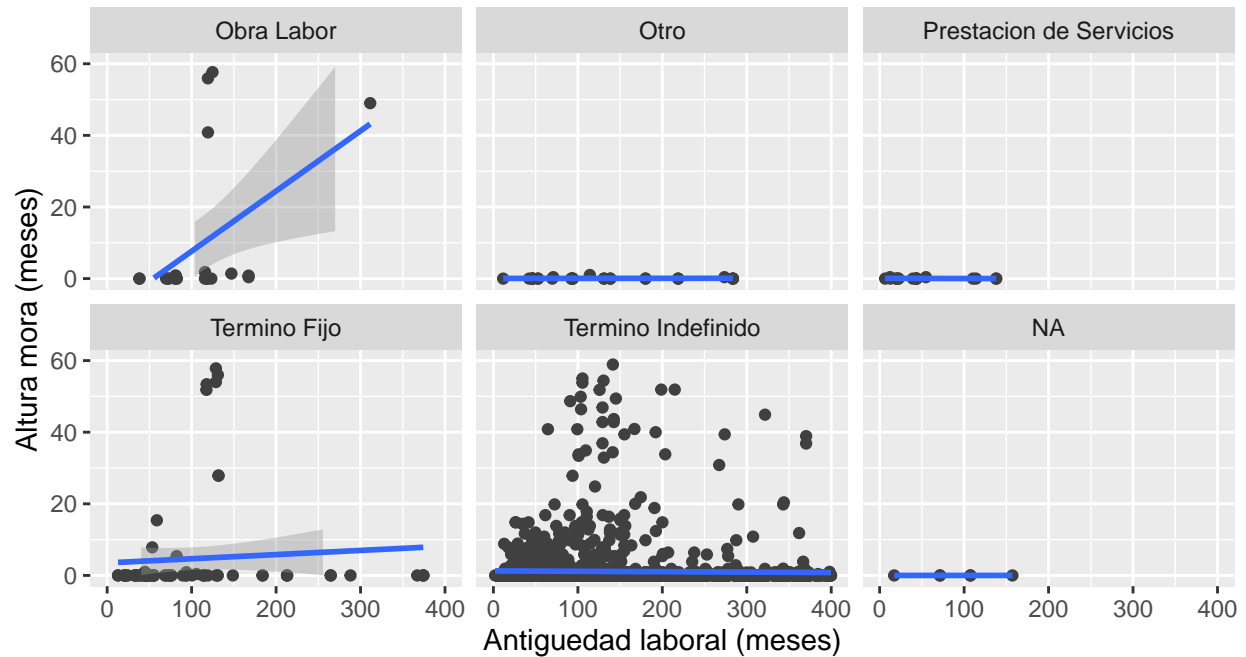 Obra Labor
Otro
Prestacion de Servicios
60
40
20
0
Termino Fijo
Termino Indefinido
NA
60
40
20
0
0 100 200 300 400
0 100 200 300 400
0 100 200 300 400
Altura mora (meses)
Antiguedad laboral (meses)